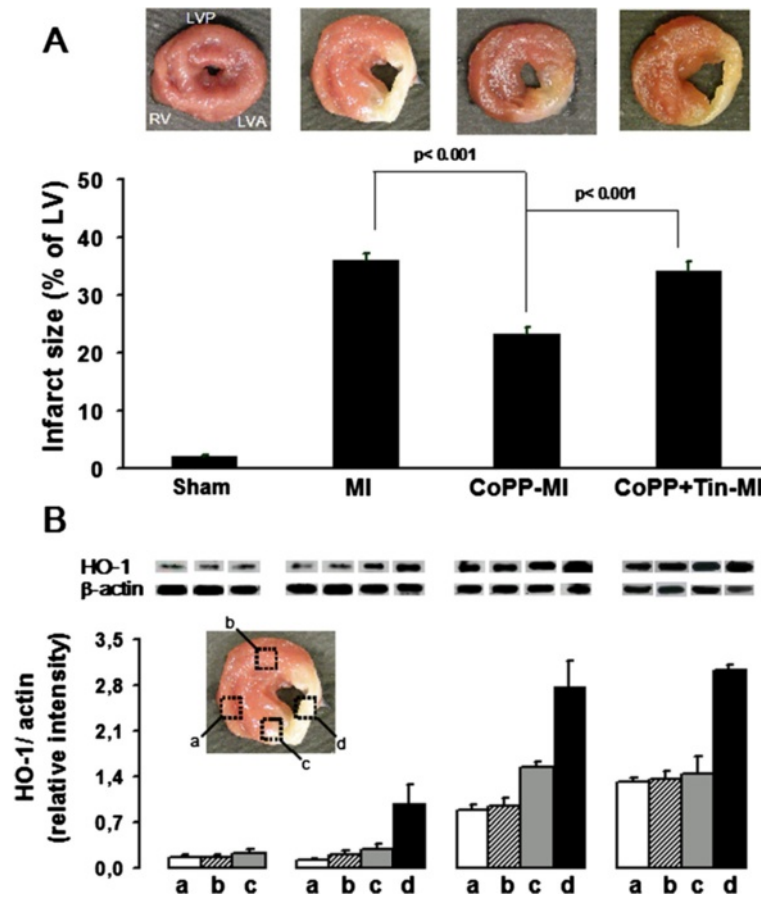 A
LVP
RV
LVA
p< 0.001
p< 0.001
Infarct size (% of LV)
50
40
30
20
10
0
Sham MI CoPP-MI CoPP+Tin-MI
B
HO-1
β-actin
HO-1/ actin
(relative intensity)
3,5
2,8
2,1
1,4
0,7
0,0
b
a
c
d
a b c a b c d a b c d a b c d